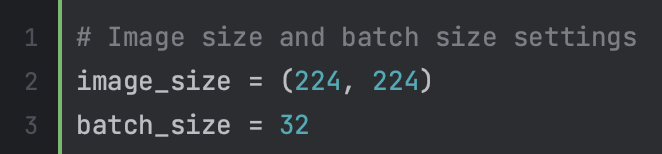 1 # Image size and batch size settings
2 image_size = (224, 224)
3 batch_size = 32